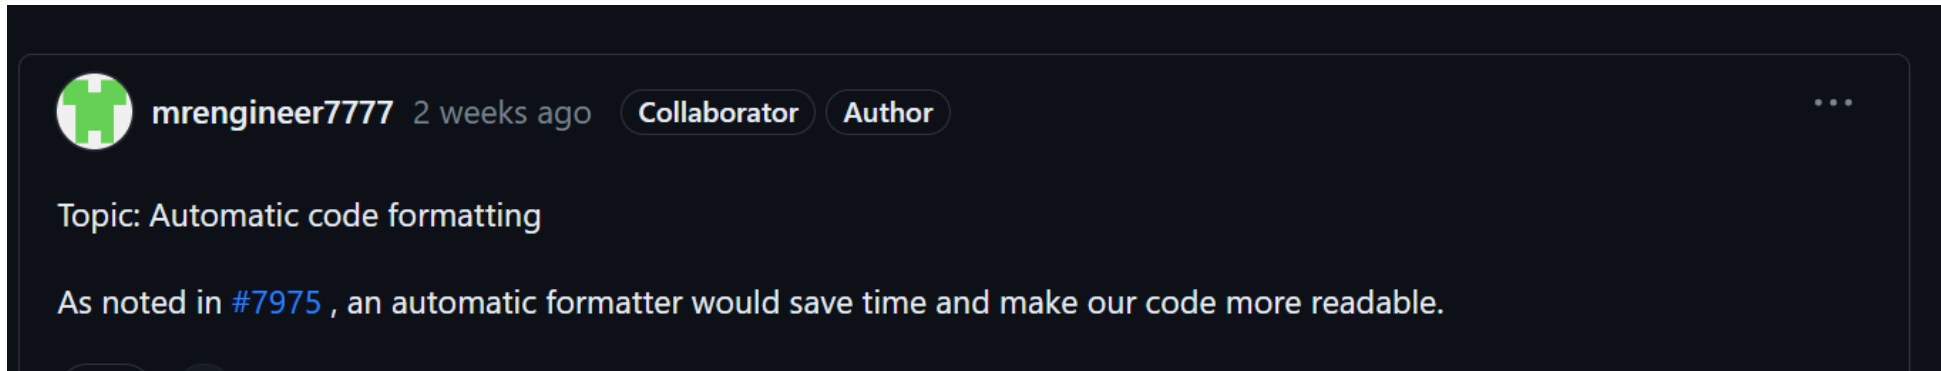 mrengineer7777 2 weeks ago Collaborator Author
Topic: Automatic code formatting
As noted in #7975 , an automatic formatter would save time and make our code more readable.